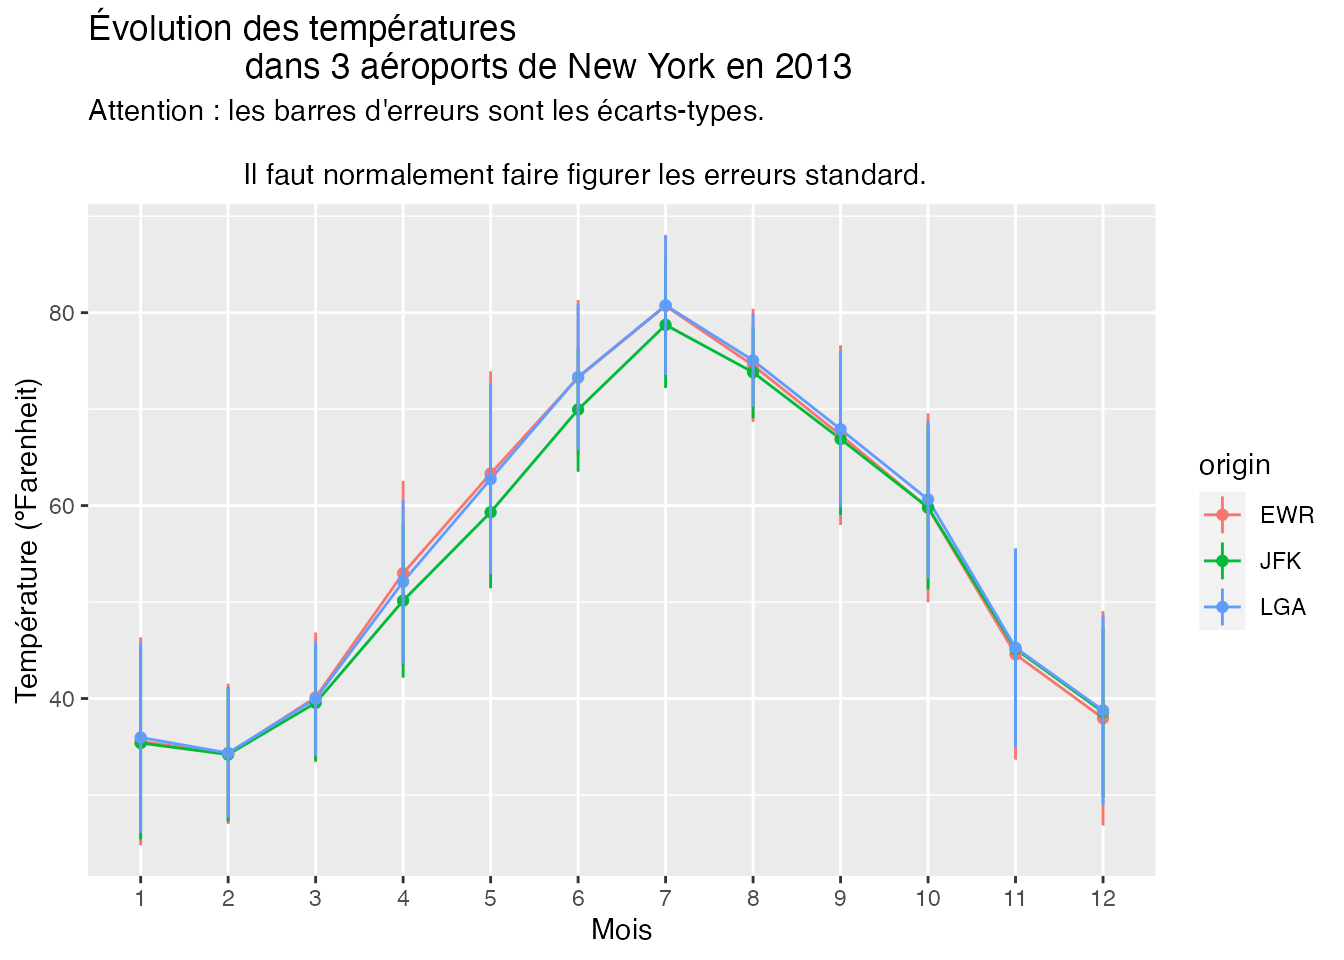 Évolution des températures
dans 3 aéroports de New York en 2013
Attention : les barres d'erreurs sont les écarts-types.
Il faut normalement faire figurer les erreurs standard.
80
60
40
Température (°Farenheit)
1 2 3 4 5 6 7 8 9 10 11 12
Mois
origin
EWR
JFK
LGA